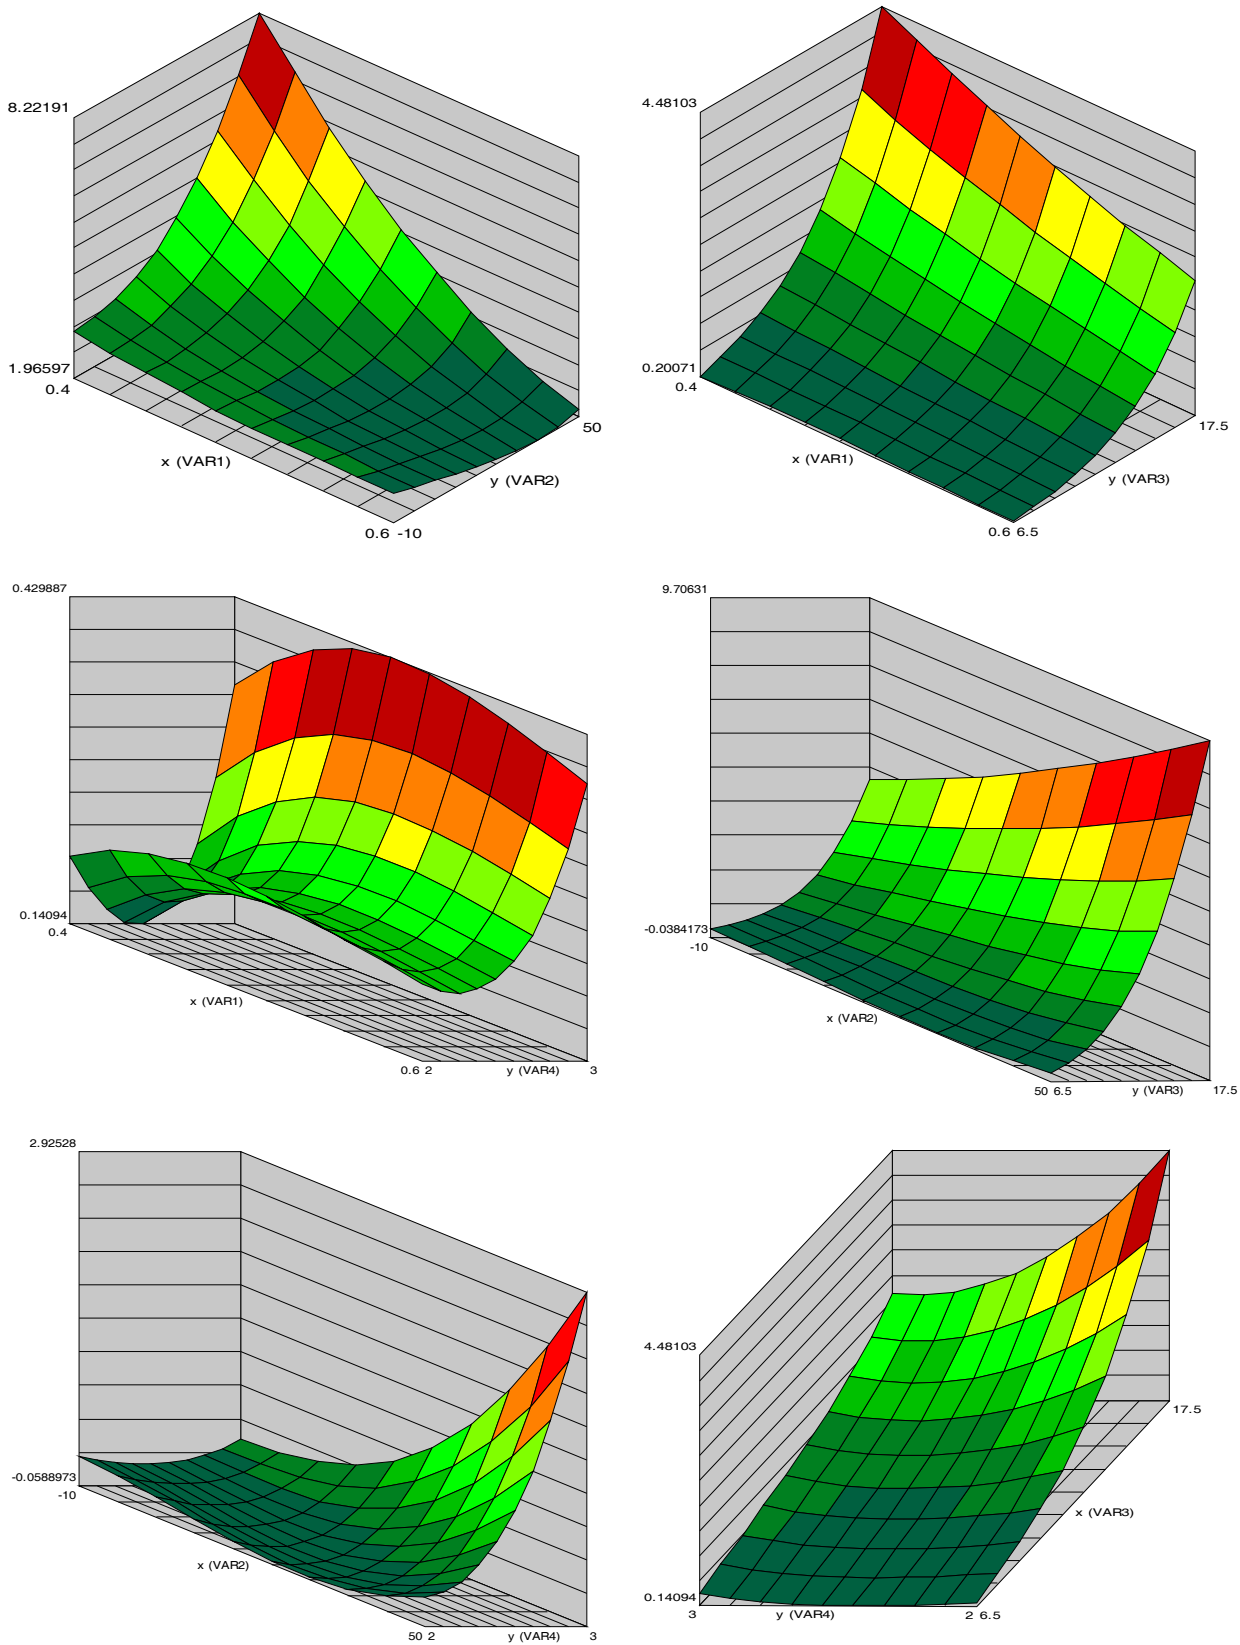 8.22191
1.96597
0.4
x (VAR1)
0.6 -10
y (VAR2)
50
4.48103
0.20071
0.4
x (VAR1)
0.6 6.5
y (VAR3)
17.5
0.429887
0.14094
0.4
x (VAR1)
0.6 2
y (VAR4)
3
9.70631
-0.0384173
-10
x (VAR2)
50 6.5
y (VAR3)
17.5
2.92528
-0.0588973
-10
x (VAR2)
50 2
y (VAR4)
3
4.48103
0.14094
3
y (VAR4)
2 6.5
x (VAR3)
17.5